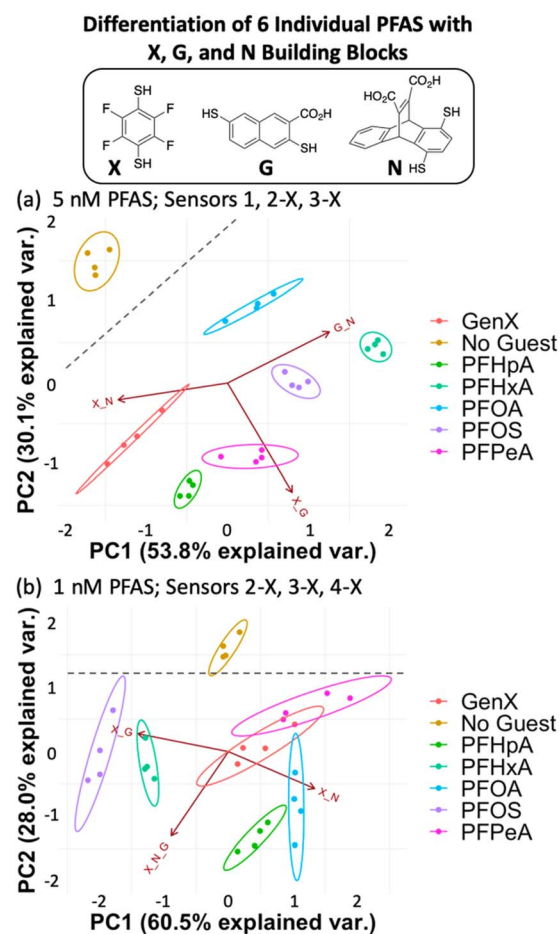 Differentiation of 6 Individual PFAS with
X, G, and N Building Blocks
SH
F
F
F
F
SH
X
HS
CO₂H
SH
G
CO₂H
HO₂C
SH
HS
N
(a) 5 nM PFAS; Sensors 1, 2-X, 3-X
PC2 (30.1% explained var.)
2
1
0
-1
G_N
X_N
X_G
-2 -1 0 1 2
PC1 (53.8% explained var.)
GenX
No Guest
PFHpA
PFHxA
PFOA
PFOS
PFPeA
(b) 1 nM PFAS; Sensors 2-X, 3-X, 4-X
PC2 (28.0% explained var.)
2
1
0
-1
-2
X_G
X_N
X_N_G
-2 -1 0 1 2
PC1 (60.5% explained var.)
GenX
No Guest
PFHpA
PFHxA
PFOA
PFOS
PFPeA